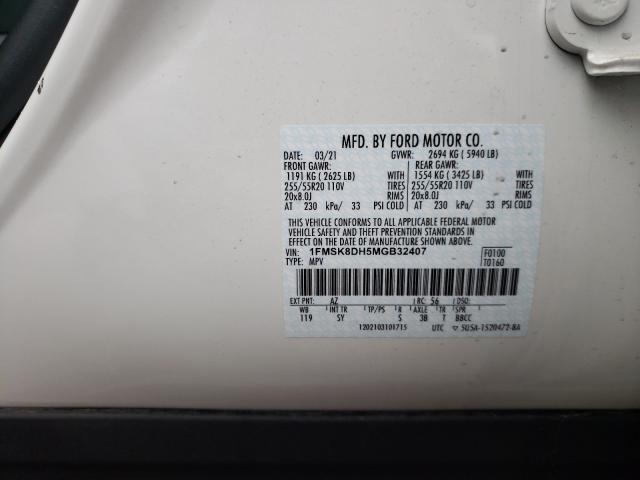 MFD. BY FORD MOTOR CO.
DATE: 03/21 GVWR: 2694 KG ( 5940 LB)
FRONT GAWR: REAR GAWR:
1191 KG ( 2625 LB) WITH 1554 KG ( 3425 LB) WITH
255/55R20 110V TIRES 255/55R20 110V TIRES
20x8.0J RIMS 20x8.0J RIMS
AT 230 kPa/ 33 PSI COLD AT 230 kPa/ 33 PSI COLD
THIS VEHICLE CONFORMS TO ALL APPLICABLE FEDERAL MOTOR
VEHICLE SAFETY AND THEFT PREVENTION STANDARDS IN
EFFECT ON THE DATE OF MANUFACTURE SHOWN ABOVE.
VIN: 1FMSK8DH5MGB32407 F0100
TYPE: MPV T0160
EXT PNT: AZ RC: 56 DSO:
WB INT TR TP/PS R AXLE TR SPR
119 5Y S 3B T BBCC
1202103101715 UTC ▽ 5U5A-1520472-BA